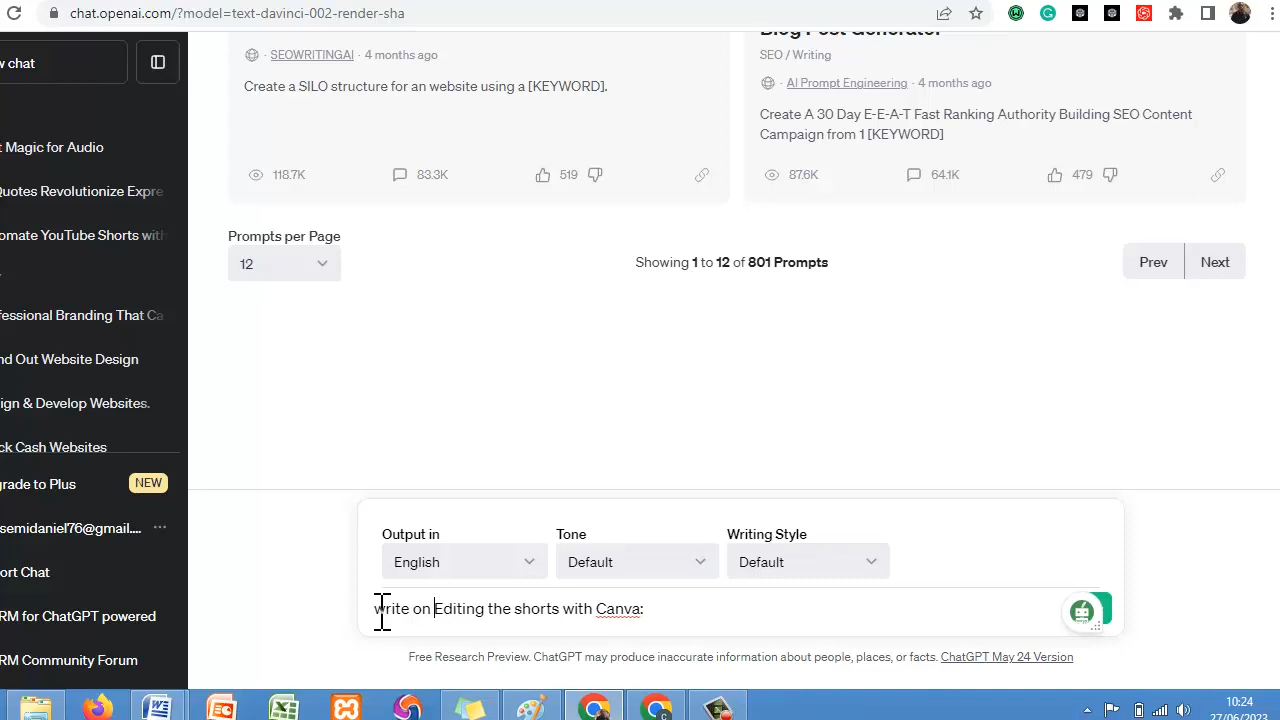 chat.openai.com/?model=text-davinci-002-render-sha
w chat
t Magic for Audio
Quotes Revolutionize Expre
omate YouTube Shorts with
fessional Branding That Ca
nd Out Website Design
ign & Develop Websites.
ck Cash Websites
grade to Plus
NEW
semidaniel76@gmail....
ort Chat
RM for ChatGPT powered
RM Community Forum
SEOWRITINGAI · 4 months ago
Create a SILO structure for an website using a [KEYWORD].
118.7K
83.3K
519
Blog Post Generator
SEO / Writing
AI Prompt Engineering · 4 months ago
Create A 30 Day E-E-A-T Fast Ranking Authority Building SEO Content
Campaign from 1 [KEYWORD]
87.6K
64.1K
479
Prompts per Page
12
Showing 1 to 12 of 801 Prompts
Prev
Next
Output in
Tone
Writing Style
English
Default
Default
write on Editing the shorts with Canva:
Free Research Preview. ChatGPT may produce inaccurate information about people, places, or facts. ChatGPT May 24 Version
10:24
27/06/2023